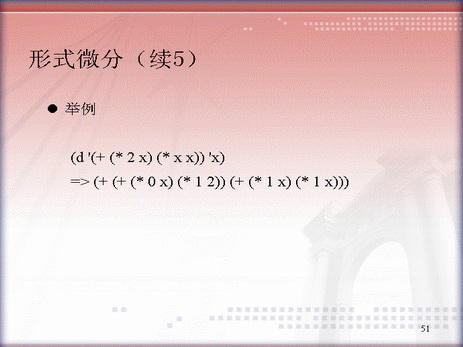 形式微分（续5）
● 举例
(d '(+ (* 2 x) (* x x)) 'x)
=> (+ (+ (* 0 x) (* 1 2)) (+ (* 1 x) (* 1 x)))
51